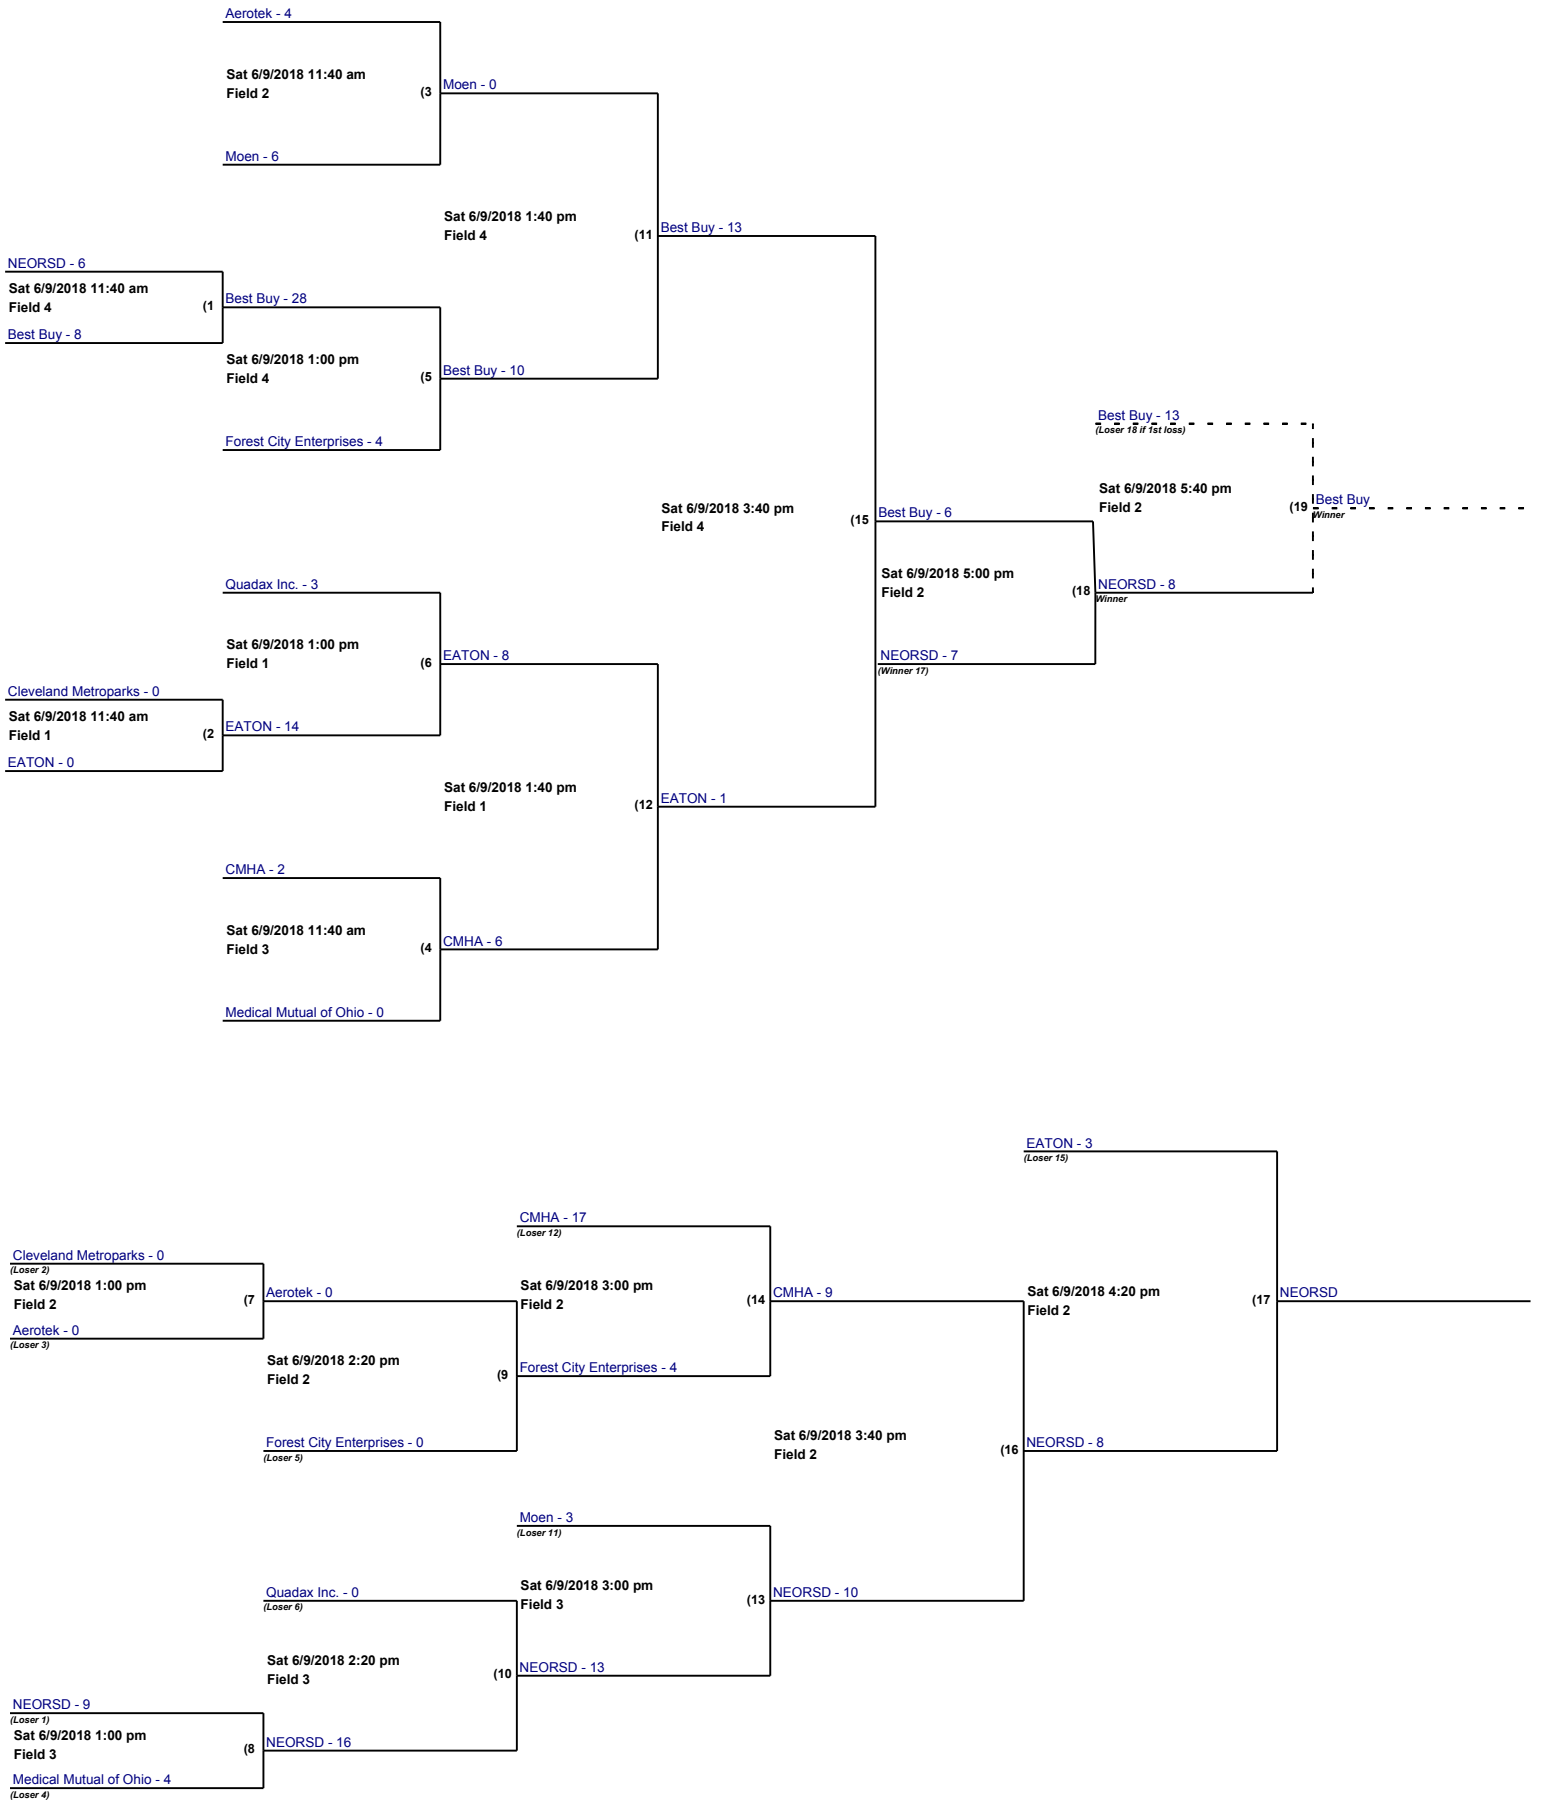 Aerotek - 4
Sat 6/9/2018 11:40 am
Field 2
(3
Moen - 0
Moen - 6
Sat 6/9/2018 1:40 pm
Field 4
(11
Best Buy - 13
NEORSD - 6
Sat 6/9/2018 11:40 am
Field 4
(1
Best Buy - 28
Best Buy - 8
Sat 6/9/2018 1:00 pm
Field 4
(5
Best Buy - 10
Forest City Enterprises - 4
Best Buy - 13
(Loser 18 if 1st loss)
Sat 6/9/2018 5:40 pm
Field 2
(19
Best Buy
Winner
Sat 6/9/2018 3:40 pm
Field 4
(15
Best Buy - 6
Sat 6/9/2018 5:00 pm
Field 2
(18
NEORSD - 8
Winner
Quadax Inc. - 3
Sat 6/9/2018 1:00 pm
Field 1
(6
EATON - 8
NEORSD - 7
(Winner 17)
Cleveland Metroparks - 0
Sat 6/9/2018 11:40 am
Field 1
(2
EATON - 14
EATON - 0
Sat 6/9/2018 1:40 pm
Field 1
(12
EATON - 1
CMHA - 2
Sat 6/9/2018 11:40 am
Field 3
(4
CMHA - 6
Medical Mutual of Ohio - 0
EATON - 3
(Loser 15)
CMHA - 17
(Loser 12)
Cleveland Metroparks - 0
(Loser 2)
Sat 6/9/2018 1:00 pm
Field 2
(7
Aerotek - 0
Sat 6/9/2018 3:00 pm
Field 2
(14
CMHA - 9
Sat 6/9/2018 4:20 pm
Field 2
(17
NEORSD
Aerotek - 0
(Loser 3)
Sat 6/9/2018 2:20 pm
Field 2
(9
Forest City Enterprises - 4
Forest City Enterprises - 0
(Loser 5)
Sat 6/9/2018 3:40 pm
Field 2
(16
NEORSD - 8
Moen - 3
(Loser 11)
Quadax Inc. - 0
(Loser 6)
Sat 6/9/2018 3:00 pm
Field 3
(13
NEORSD - 10
Sat 6/9/2018 2:20 pm
Field 3
(10
NEORSD - 13
NEORSD - 9
(Loser 1)
Sat 6/9/2018 1:00 pm
Field 3
(8
NEORSD - 16
Medical Mutual of Ohio - 4
(Loser 4)